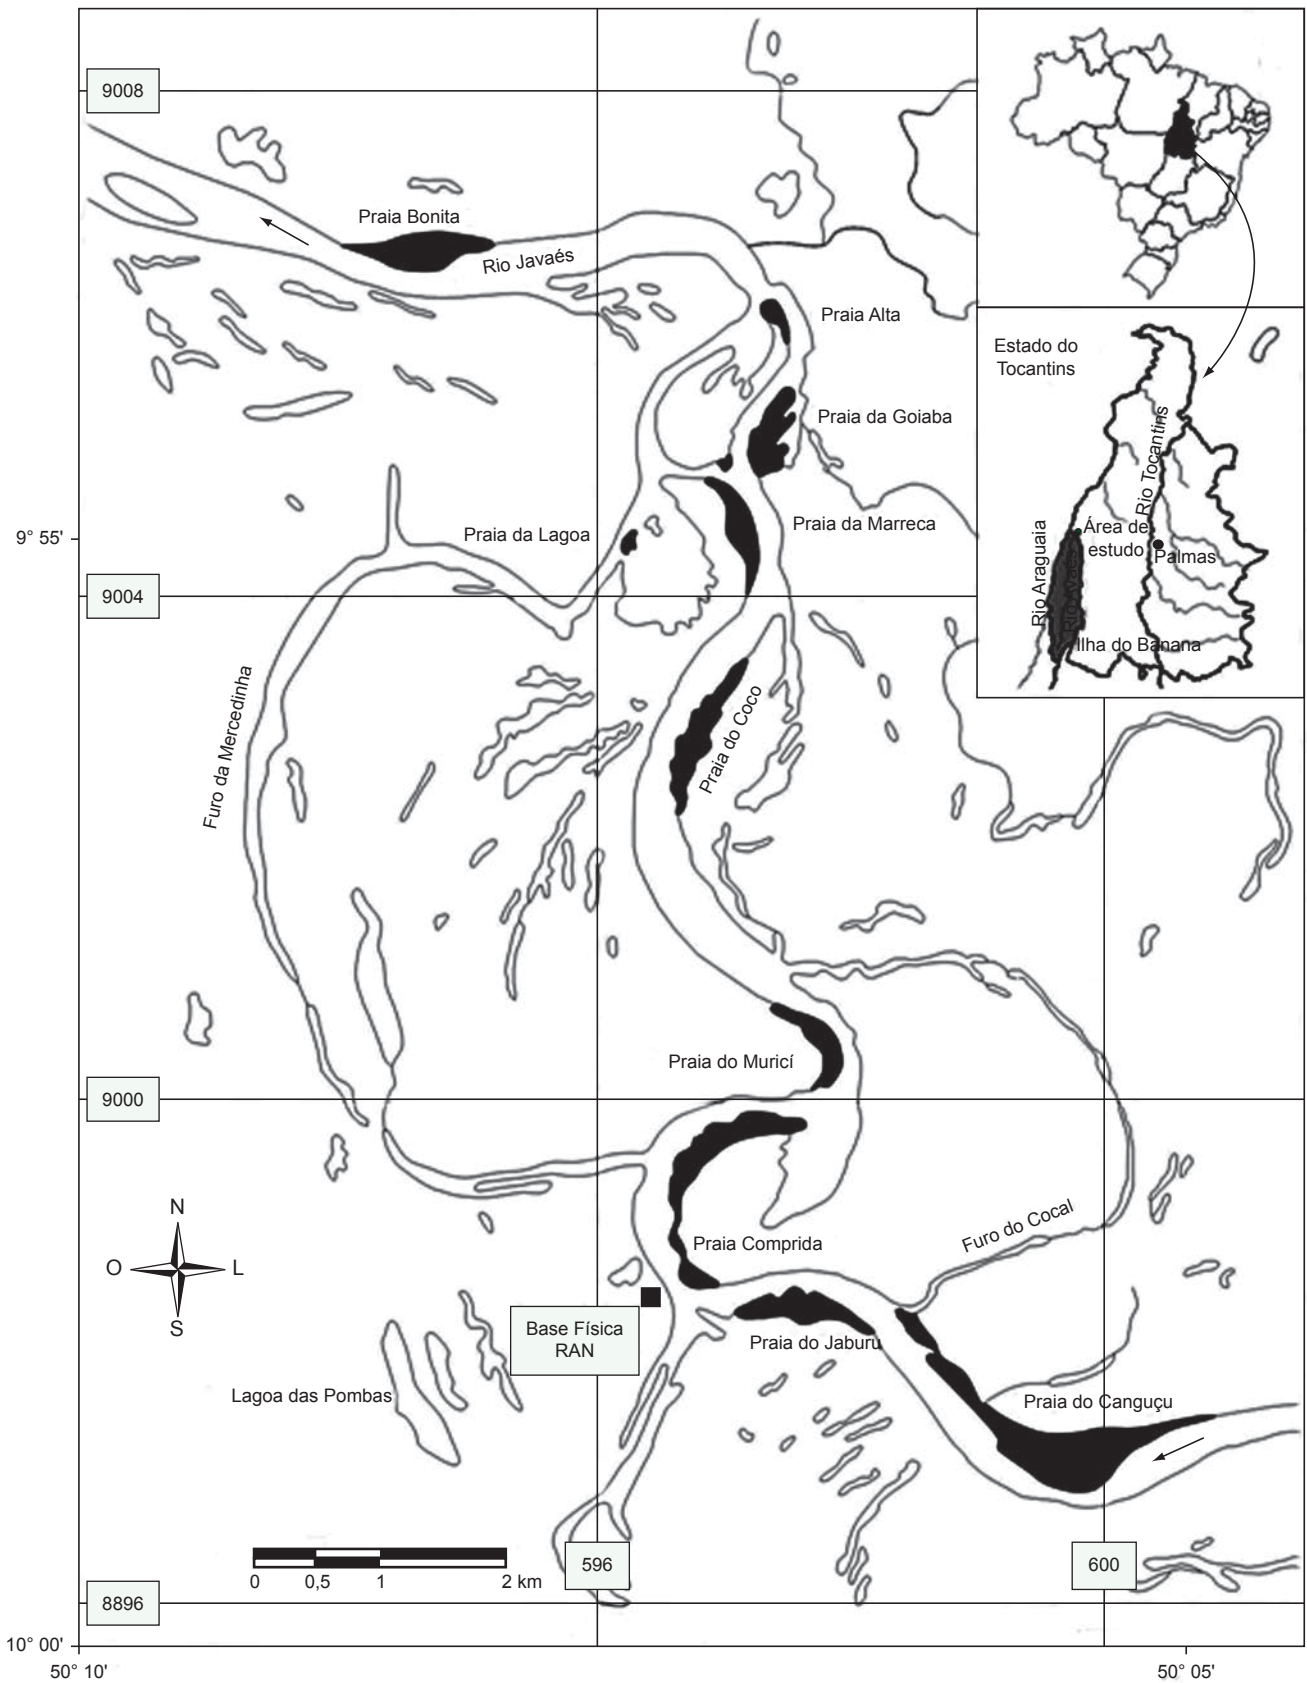 9008
Praia Bonita
Rio Javaés
Praia Alta
Estado do
Tocantins
Praia da Goiaba
Rio Tocantins
Praia da Lagoa
Praia da Marreca
9° 55'
Área de
estudo
Palmas
Rio Araguaia
9004
Ilha do Banana
Furo da Mercedinha
Praia do Coco
Praia do Muricí
9000
N
O
L
S
Praia Comprida
Furo do Cocal
Base Física
RAN
Praia do Jaburu
Lagoa das Pombas
Praia do Canguçu
0
0,5
1
2 km
596
600
8896
10° 00'
50° 10'
50° 05'